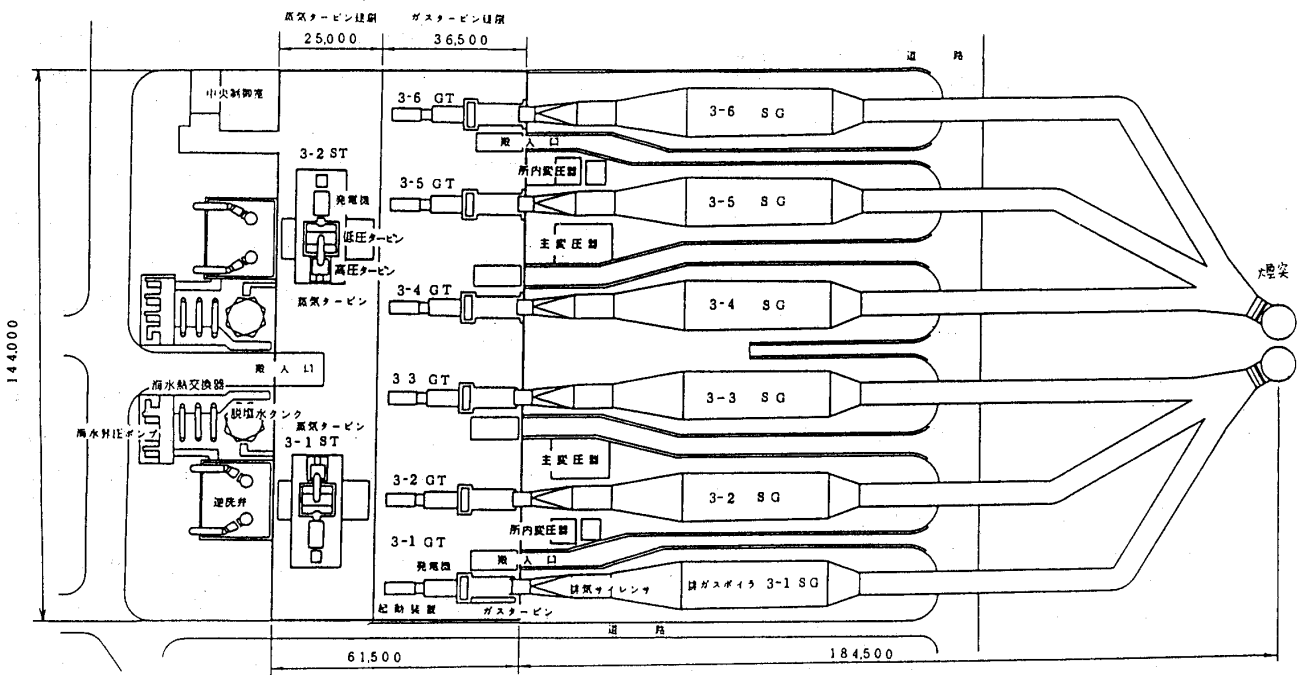 蒸気タービン建屋
ガスタービン建屋
25,000
36,500
道 路
中央制御室
3-6 GT
3-6 SG
搬 入 口
3-2 ST
所内変圧器
3-5 GT
3-5 SG
発電機
低圧タービン
主変圧器
高圧タービン
3-4 GT
3-4 SG
煙突
蒸気タービン
144,000
搬 入 口
海水熱交換器
3 3 GT
3-3 SG
脱塩水タンク
海水昇圧ポンプ
蒸気タービン
3-1 ST
主変圧器
3-2 GT
3-2 SG
逆洗弁
所内変圧器
3-1 GT
搬 入 口
発電機
排気サイレンサ
排ガスボイラ 3-1 SG
起動装置
ガスタービン
道 路
61,500
184,500